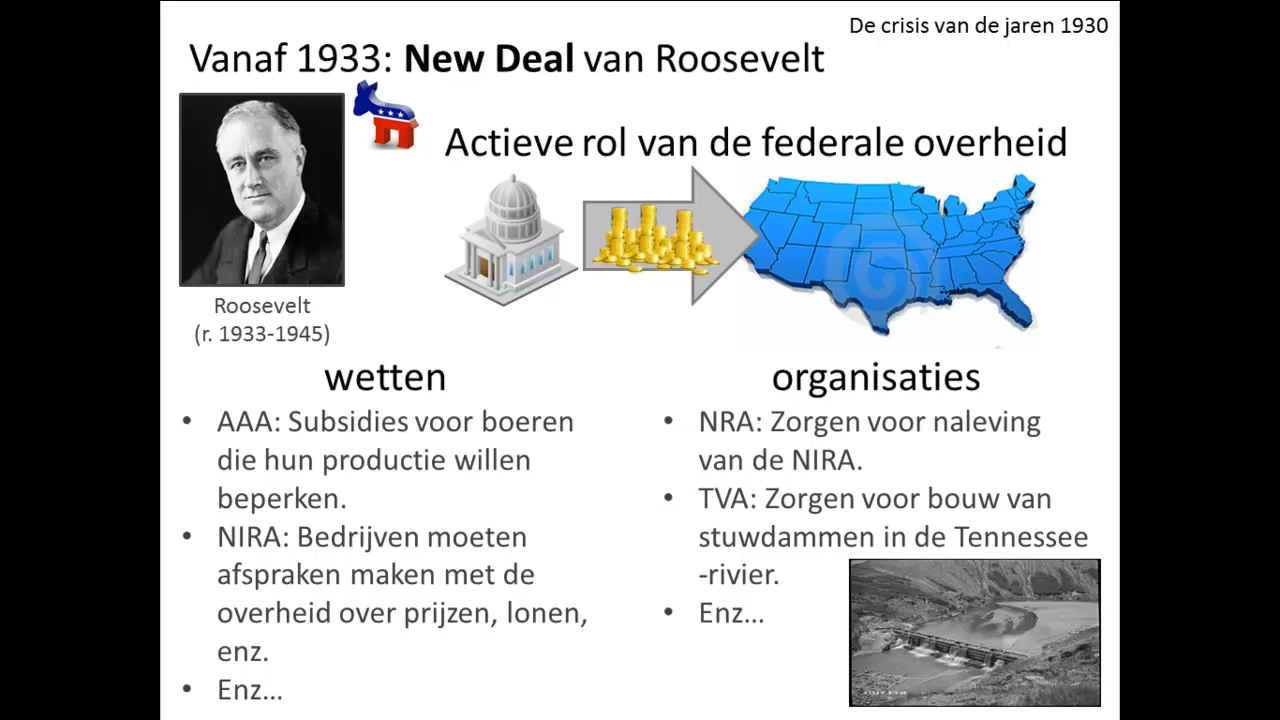 De crisis van de jaren 1930
Vanaf 1933: New Deal van Roosevelt
Actieve rol van de federale overheid
Roosevelt
(r. 1933-1945)
wetten
• AAA: Subsidies voor boeren
die hun productie willen
beperken.
• NIRA: Bedrijven moeten
afspraken maken met de
overheid over prijzen, lonen,
enz.
• Enz…
organisaties
• NRA: Zorgen voor naleving
van de NIRA.
• TVA: Zorgen voor bouw van
stuwdammen in de Tennessee
-rivier.
• Enz…